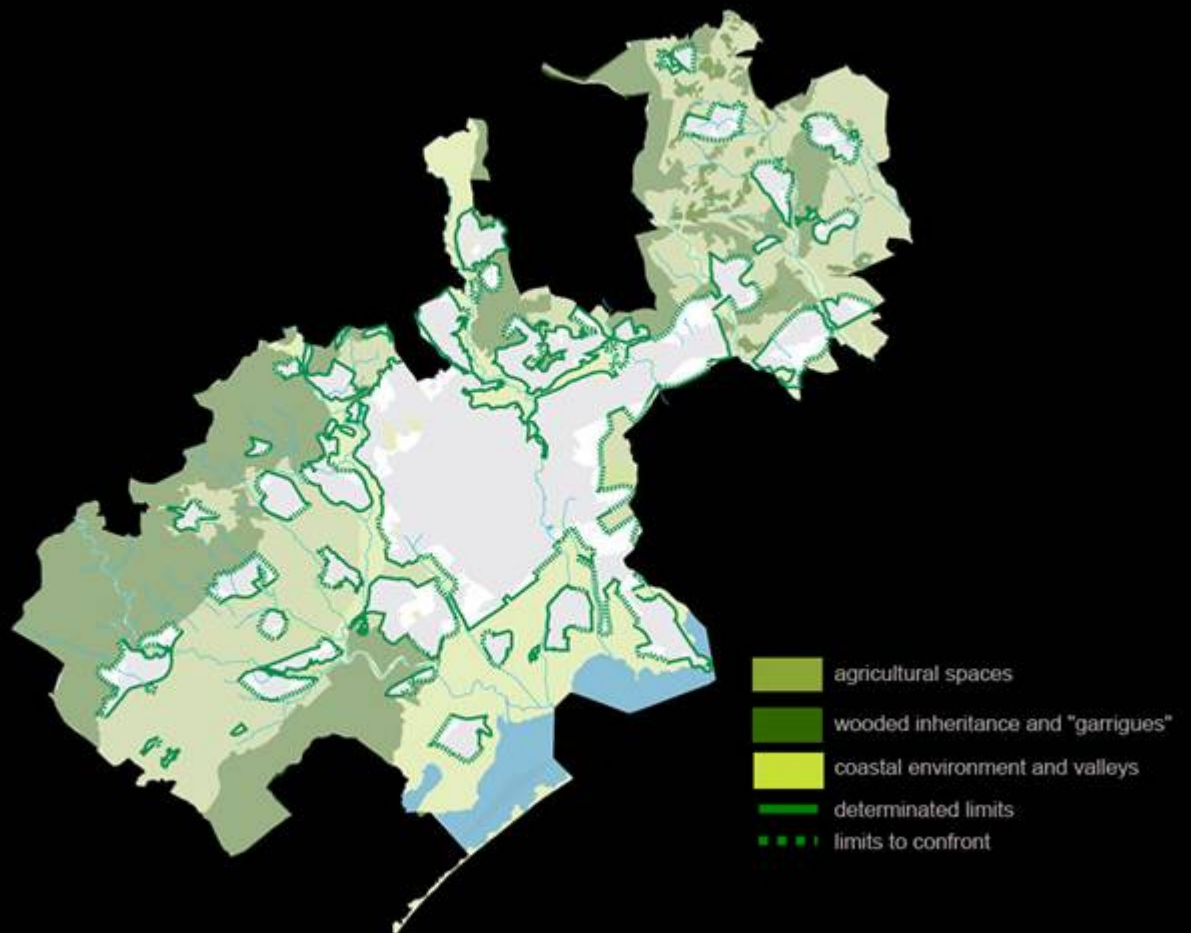 agricultural spaces
wooded inheritance and "garrigues"
coastal environment and valleys
determinated limits
limits to confront